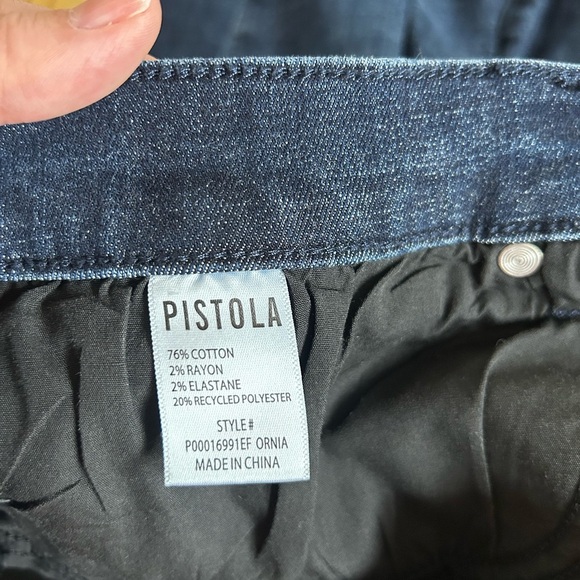 PISTOLA
76% COTTON
2% RAYON
2% ELASTANE
20% RECYCLED POLYESTER
STYLE#
P00016991EF ORNIA
MADE IN CHINA